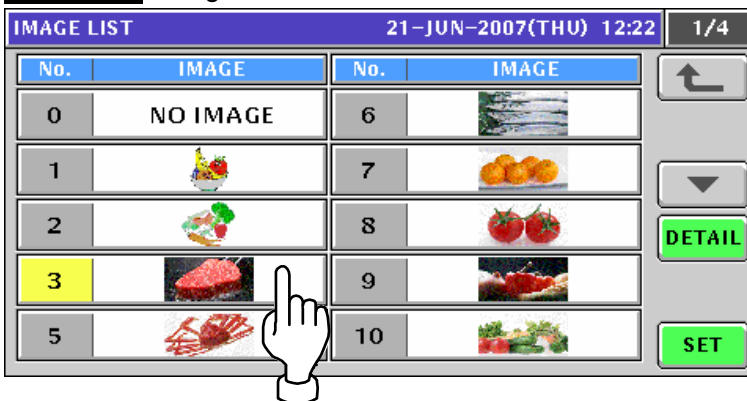 IMAGE LIST 21-JUN-2007(THU) 12:22 1/4
No. IMAGE No. IMAGE
0 NO IMAGE 6
1 7
2 8
DETAIL
3 9
5 10
SET